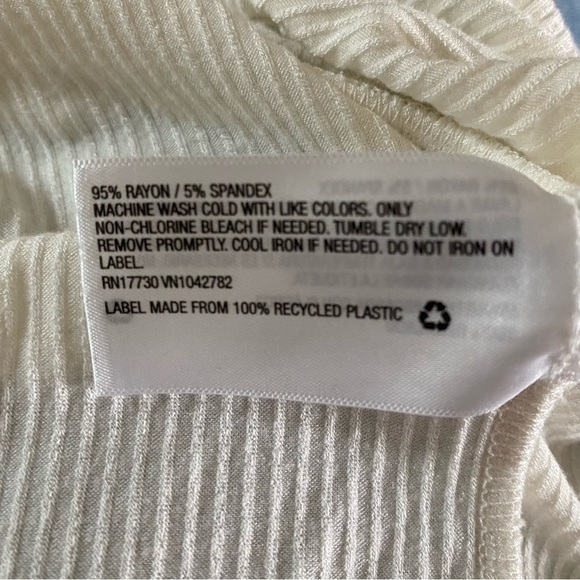 95% RAYON / 5% SPANDEX
MACHINE WASH COLD WITH LIKE COLORS. ONLY
NON-CHLORINE BLEACH IF NEEDED. TUMBLE DRY LOW.
REMOVE PROMPTLY. COOL IRON IF NEEDED. DO NOT IRON ON
LABEL.
RN17730 VN1042782
LABEL MADE FROM 100% RECYCLED PLASTIC